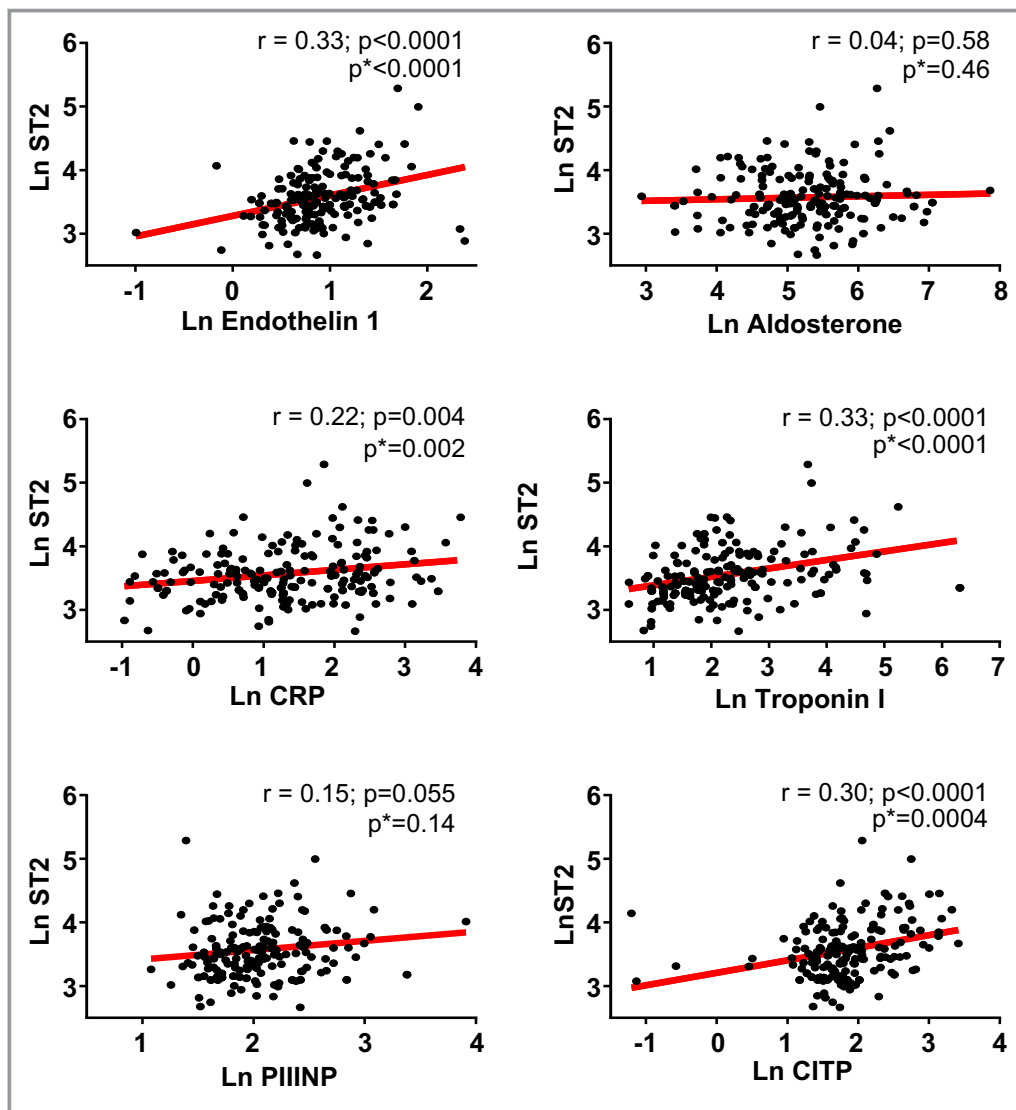 r = 0.33; p<0.0001
p*<0.0001
6
5
4
3
Ln ST2
-1 0 1 2
Ln Endothelin 1
r = 0.04; p=0.58
p*=0.46
6
5
4
3
Ln ST2
3 4 5 6 7 8
Ln Aldosterone
r = 0.22; p=0.004
p*=0.002
6
5
4
3
Ln ST2
-1 0 1 2 3 4
Ln CRP
r = 0.33; p<0.0001
p*<0.0001
6
5
4
3
Ln ST2
1 2 3 4 5 6 7
Ln Troponin I
r = 0.15; p=0.055
p*=0.14
6
5
4
3
Ln ST2
1 2 3 4
Ln PIIINP
r = 0.30; p<0.0001
p*=0.0004
6
5
4
3
LnST2
-1 0 1 2 3 4
Ln CITP